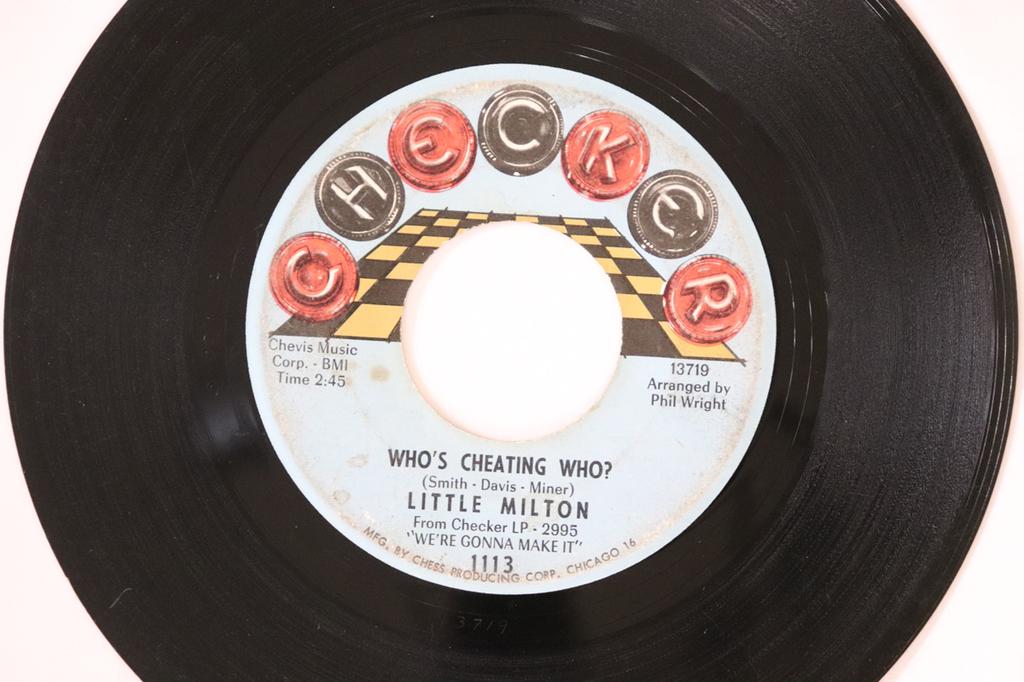 CHECKER
Chevis Music
Corp. - BMI
Time 2:45
13719
Arranged by
Phil Wright
WHO'S CHEATING WHO?
(Smith - Davis - Miner)
LITTLE MILTON
From Checker LP - 2995
"WE'RE GONNA MAKE IT"
1113
MFG. BY CHESS PRODUCING CORP. CHICAGO 16
3719